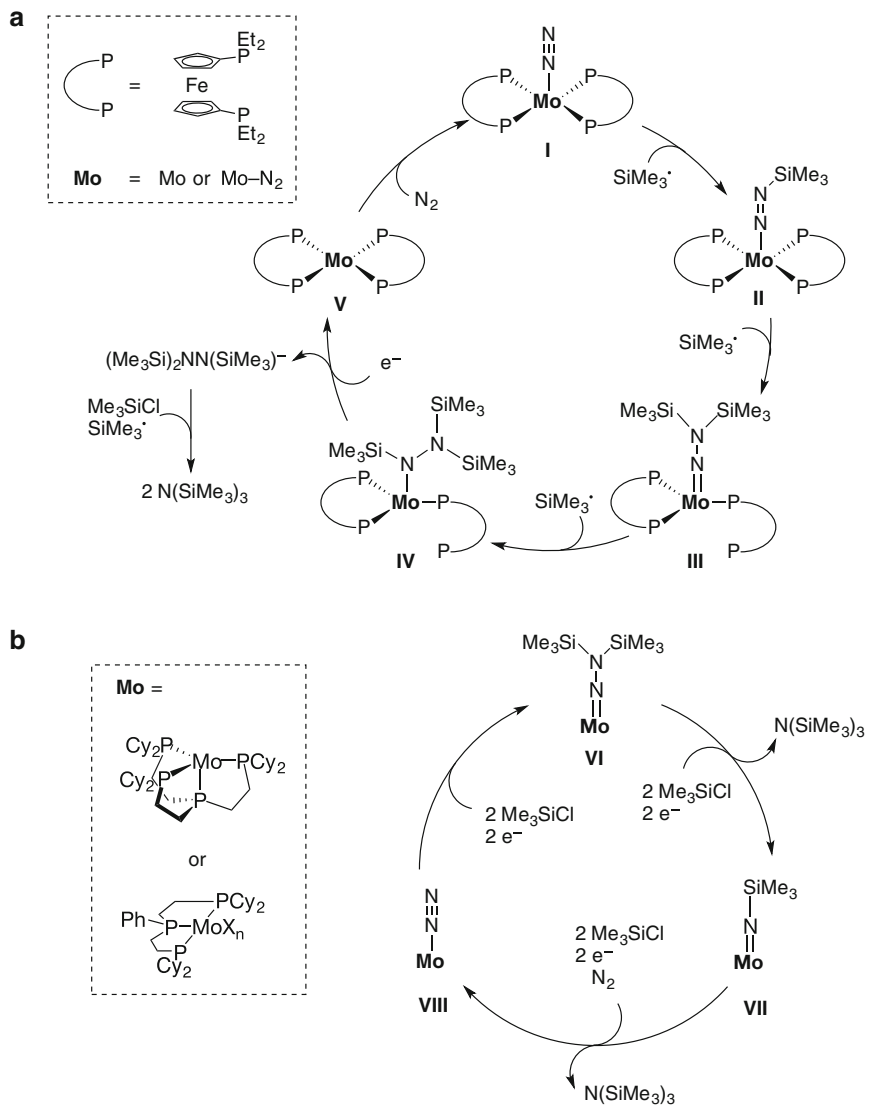 a
P
P
=
Et2
P
Fe
P
Et2
Mo = Mo or Mo–N2
N
N
P
P
Mo
P
P
I
SiMe3•
SiMe3
N
N
P
P
Mo
P
P
II
SiMe3•
Me3Si
SiMe3
N
N
P
Mo
P
P
P
III
SiMe3•
SiMe3
Me3Si
N
N
SiMe3
P
Mo
P
P
P
IV
e–
(Me3Si)2NN(SiMe3)–
Me3SiCl
SiMe3•
2 N(SiMe3)3
P
P
Mo
P
P
V
N2
b
Mo =
Cy2P
Mo
PCy2
Cy2P
P
or
PCy2
Ph
P
MoXn
P
Cy2
Me3Si
SiMe3
N
N
Mo
VI
N(SiMe3)3
2 Me3SiCl
2 e–
SiMe3
N
Mo
VII
2 Me3SiCl
2 e–
N2
N(SiMe3)3
N
N
Mo
VIII
2 Me3SiCl
2 e–